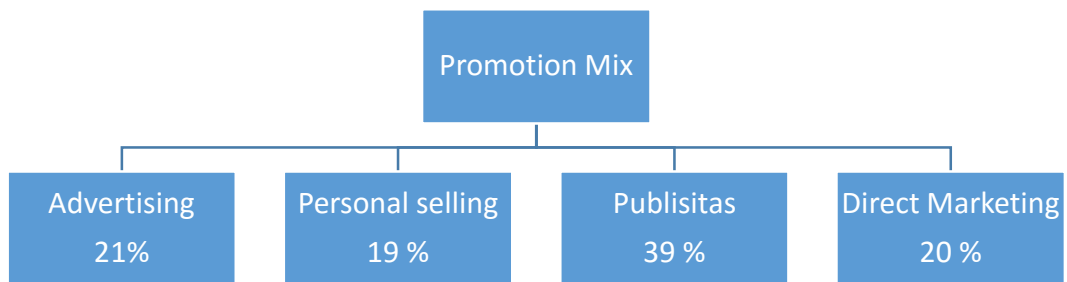 Promotion Mix
Advertising
21%
Personal selling
19 %
Publisitas
39 %
Direct Marketing
20 %